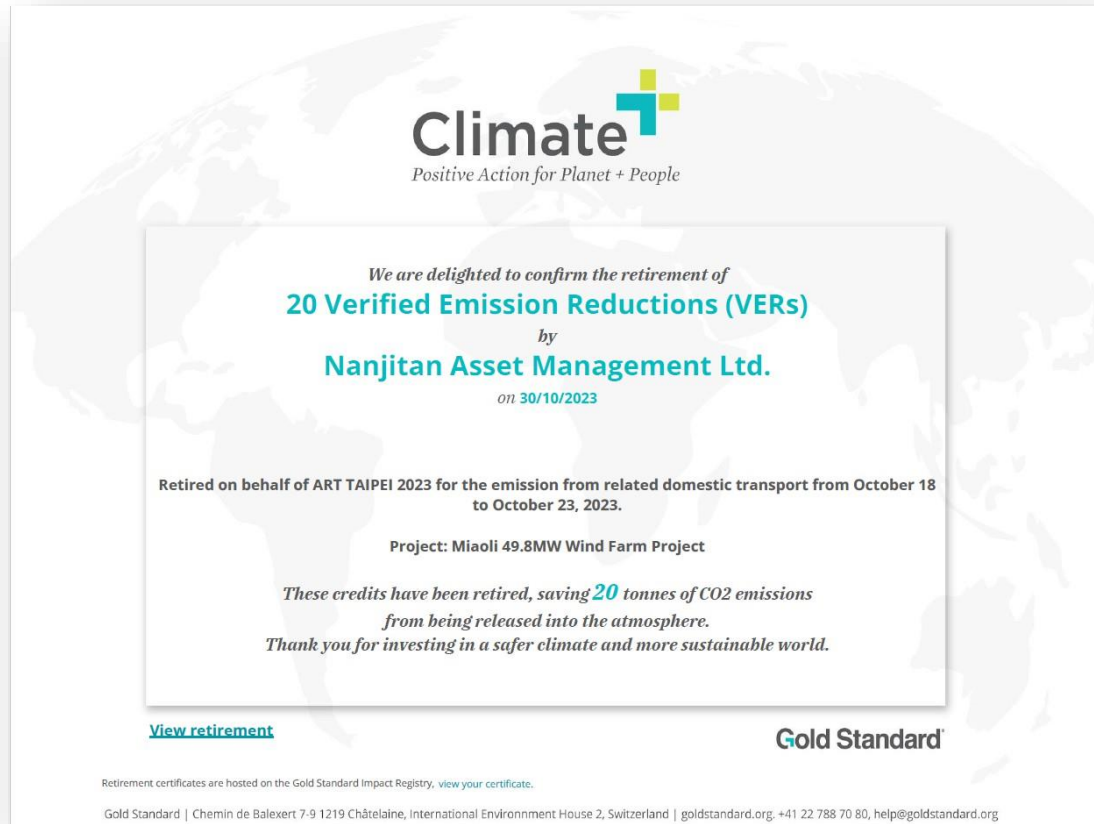 Climate
Positive Action for Planet + People
We are delighted to confirm the retirement of
20 Verified Emission Reductions (VERs)
by
Nanjitan Asset Management Ltd.
on 30/10/2023
Retired on behalf of ART TAIPEI 2023 for the emission from related domestic transport from October 18
to October 23, 2023.
Project: Miaoli 49.8MW Wind Farm Project
These credits have been retired, saving 20 tonnes of CO2 emissions
from being released into the atmosphere.
Thank you for investing in a safer climate and more sustainable world.
View retirement
Gold Standard
Retirement certificates are hosted on the Gold Standard Impact Registry, view your certificate.
Gold Standard | Chemin de Balexert 7-9 1219 Châtelaine, International Environnment House 2, Switzerland | goldstandard.org. +41 22 788 70 80, help@goldstandard.org